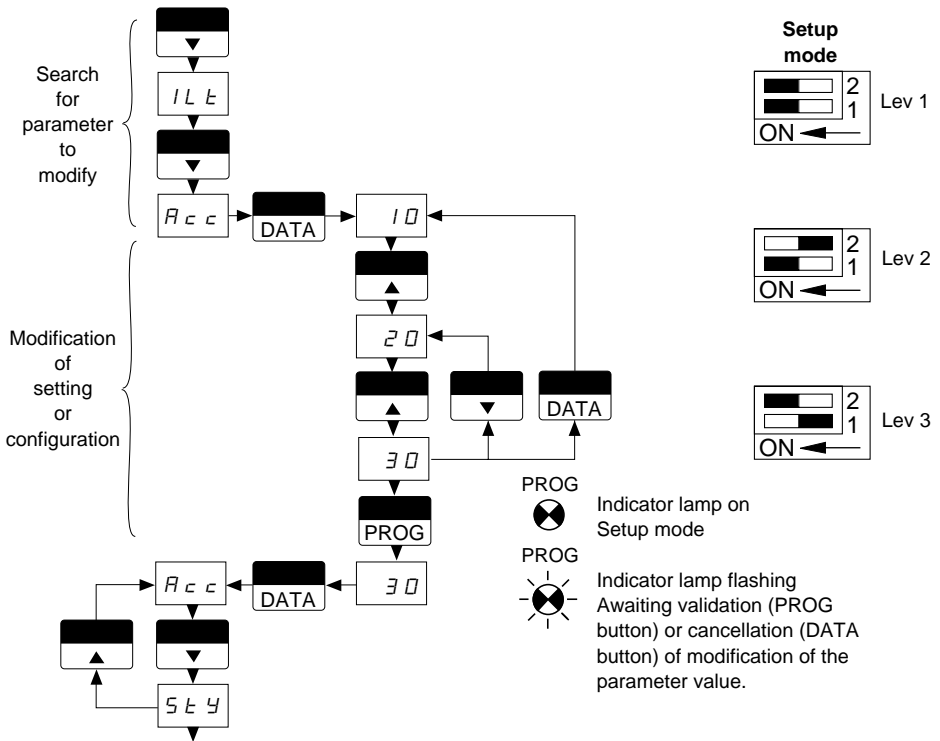 Search
for
parameter
to
modify
ILt
Acc
DATA
10
Modification
of
setting
or
configuration
20
DATA
30
PROG
30
DATA
Acc
StY
Setup
mode
2
1
ON
Lev 1
2
1
ON
Lev 2
2
1
ON
Lev 3
PROG
Indicator lamp on
Setup mode
PROG
Indicator lamp flashing
Awaiting validation (PROG
button) or cancellation (DATA
button) of modification of the
parameter value.